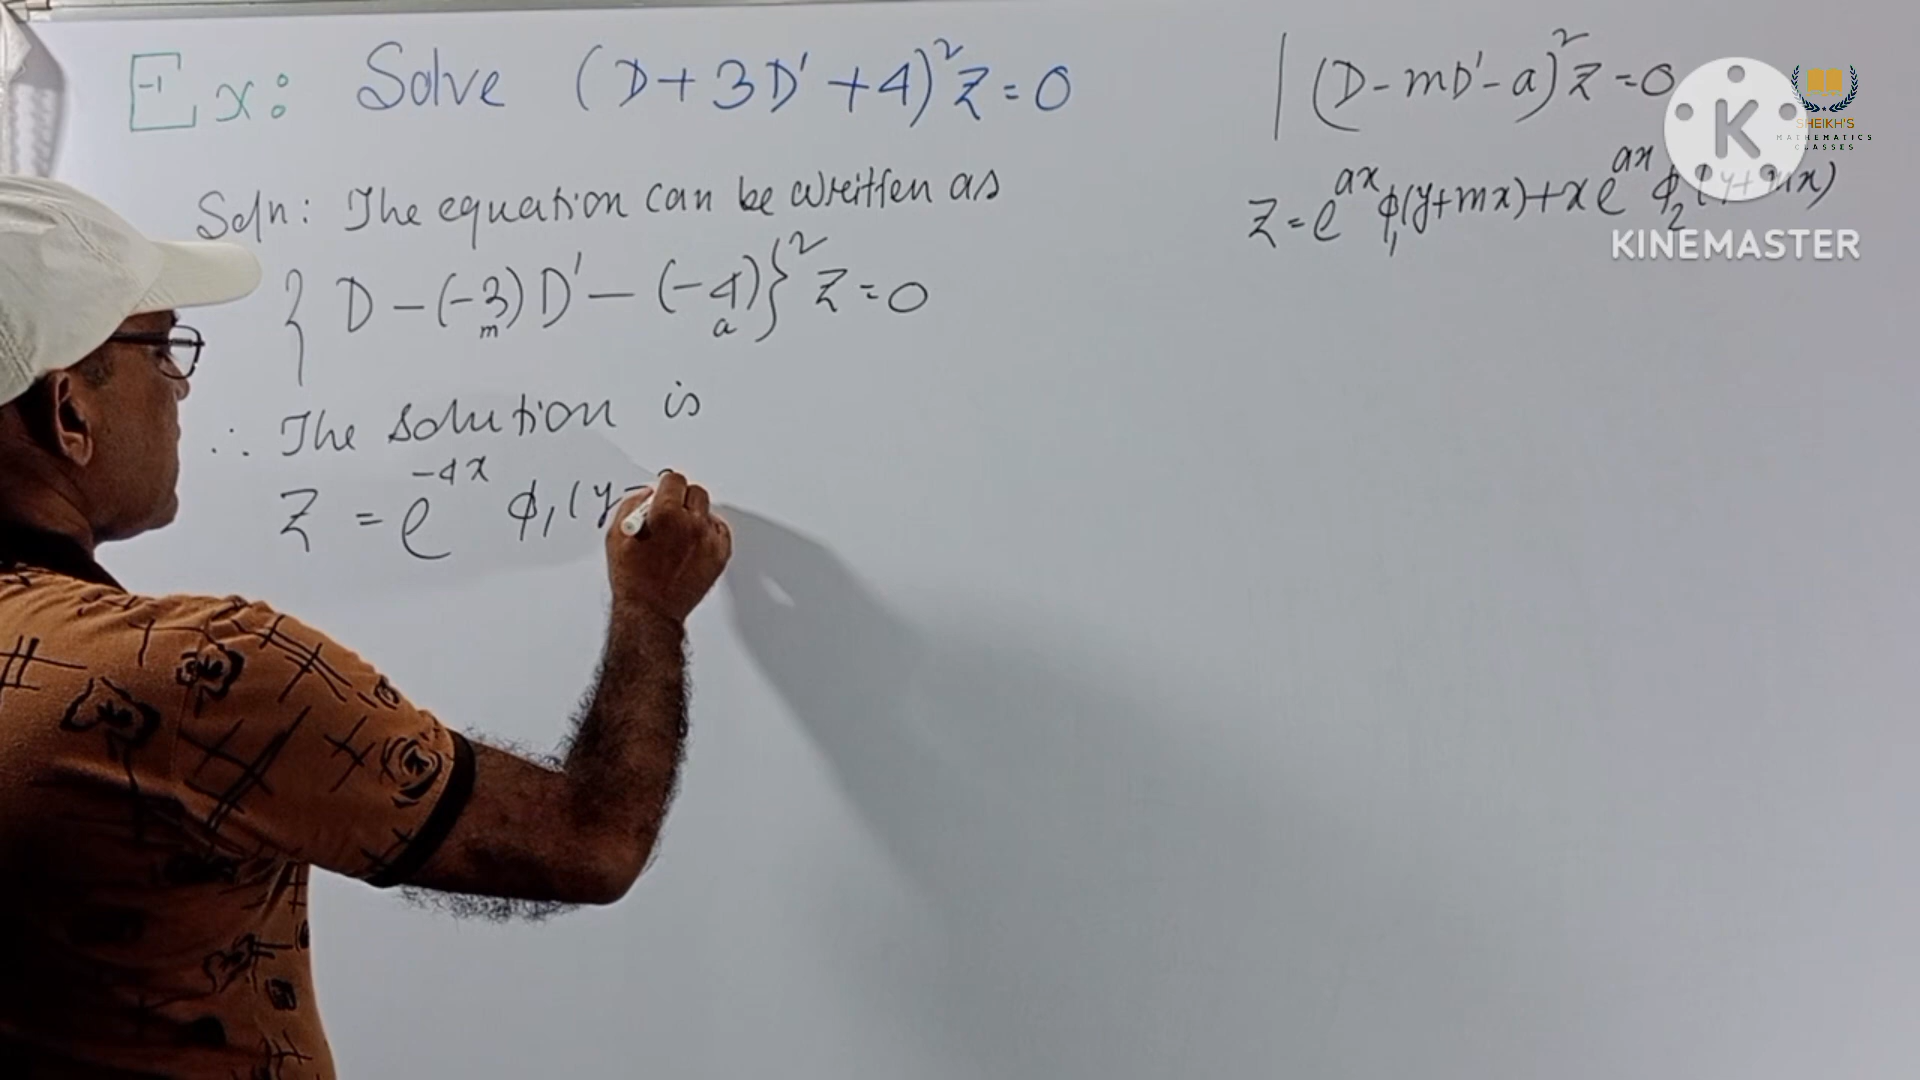 Ex: Solve (D+3D'+4)²Z=0
Soln: The equation can be written as
{D-(-3)D'-(-4)}²Z=0
m a
∴ The solution is
Z = e^{-4x} ϕ₁(y-
(D-mD'-a)²Z=0
Z=e^{ax}ϕ₁(y+mx)+xe^{ax}ϕ₂(y+mx)
K
SHEIKH'S
MATHEMATICS
CLASSES
KINEMASTER